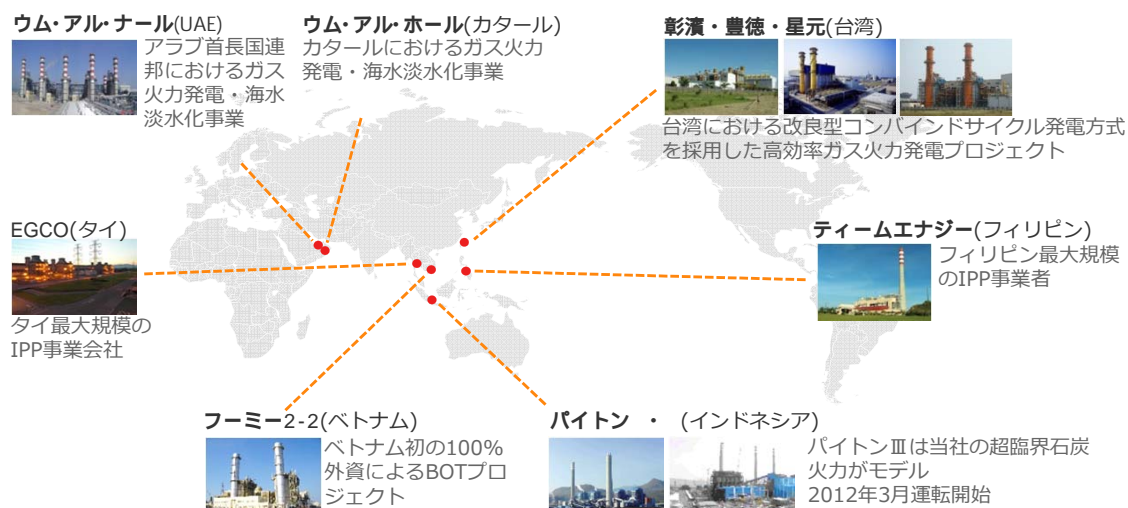 ウム・アル・ナール(UAE)
アラブ首長国連
邦におけるガス
火力発電・海水
淡水化事業
ウム・アル・ホール(カタール)
カタールにおけるガス火力
発電・海水淡水化事業
彰濱・豊徳・星元(台湾)
台湾における改良型コンバインドサイクル発電方式
を採用した高効率ガス火力発電プロジェクト
EGCO(タイ)
タイ最大規模の
IPP事業会社
ティームエナジー(フィリピン)
フィリピン最大規模
のIPP事業者
フーミー2-2(ベトナム)
ベトナム初の100%
外資によるBOTプロ
ジェクト
パイトン ・ (インドネシア)
パイトンⅢは当社の超臨界石炭
火力がモデル
2012年3月運転開始